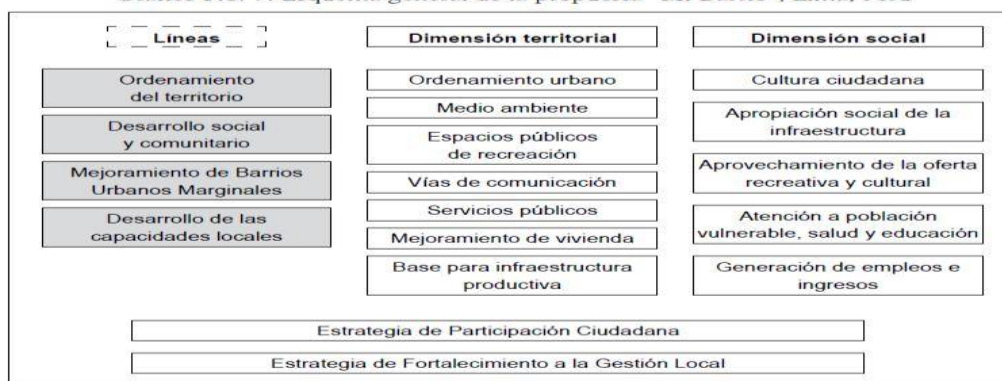 Líneas
Ordenamiento
del territorio
Desarrollo social
y comunitario
Mejoramiento de Barrios
Urbanos Marginales
Desarrollo de las
capacidades locales
Dimensión territorial
Ordenamiento urbano
Medio ambiente
Espacios públicos
de recreación
Vías de comunicación
Servicios públicos
Mejoramiento de vivienda
Base para infraestructura
productiva
Dimensión social
Cultura ciudadana
Apropiación social de la
infraestructura
Aprovechamiento de la oferta
recreativa y cultural
Atención a población
vulnerable, salud y educación
Generación de empleos e
ingresos
Estrategia de Participación Ciudadana
Estrategia de Fortalecimiento a la Gestión Local